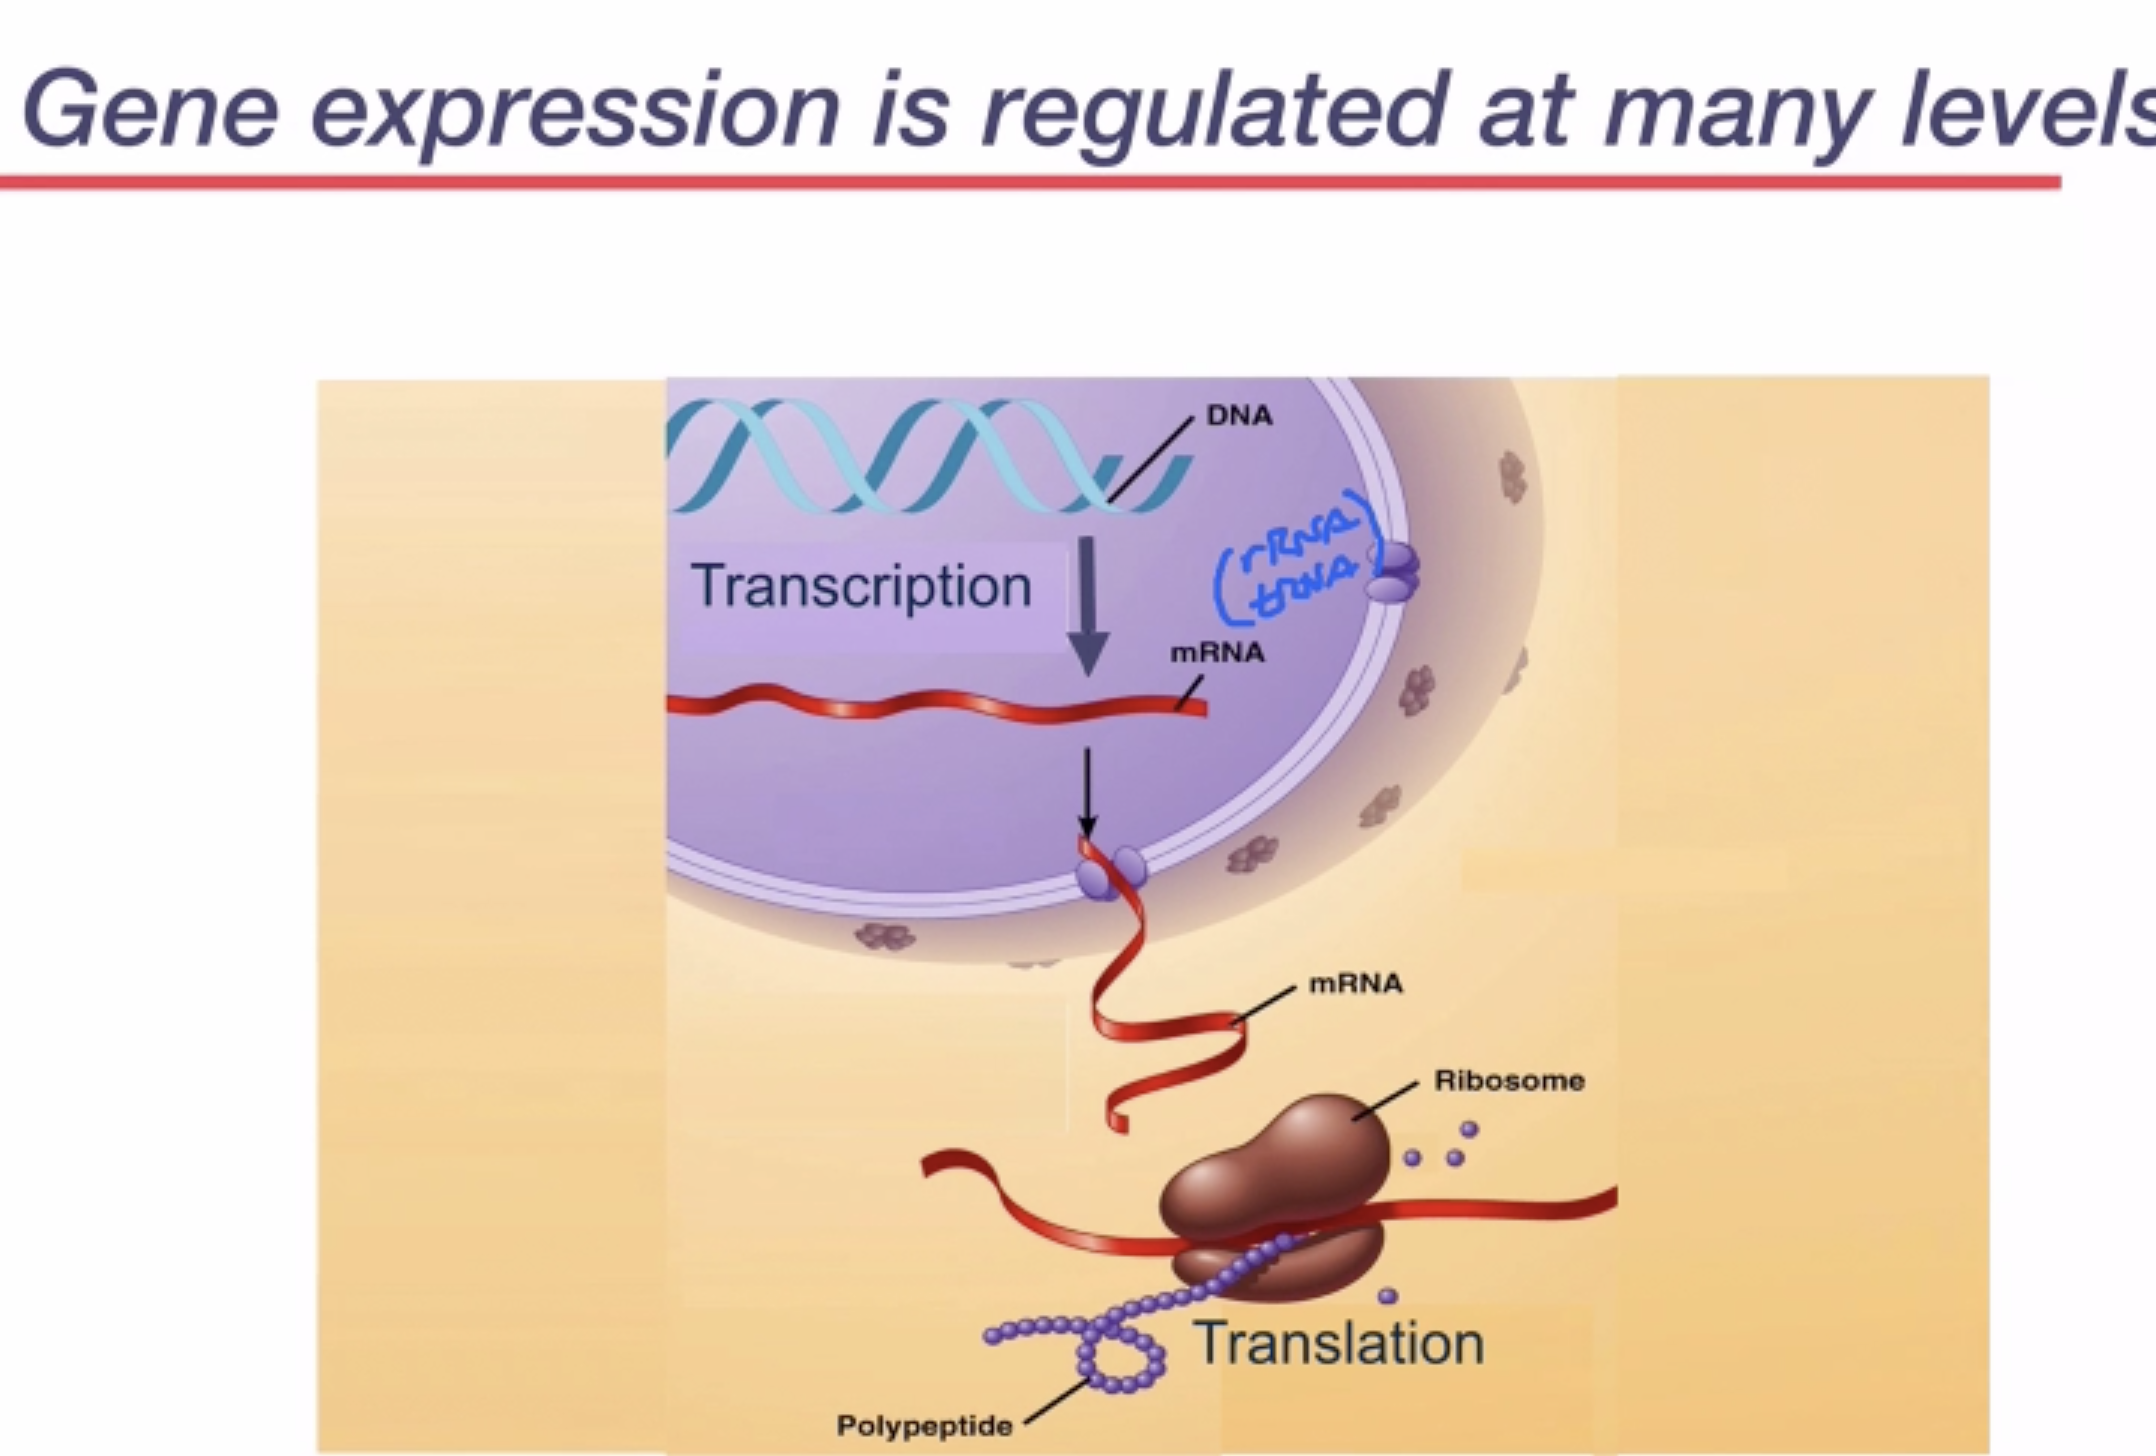 Gene expression is regulated at many levels
DNA
(rRNA
tRNA)
Transcription
mRNA
mRNA
Ribosome
Translation
Polypeptide